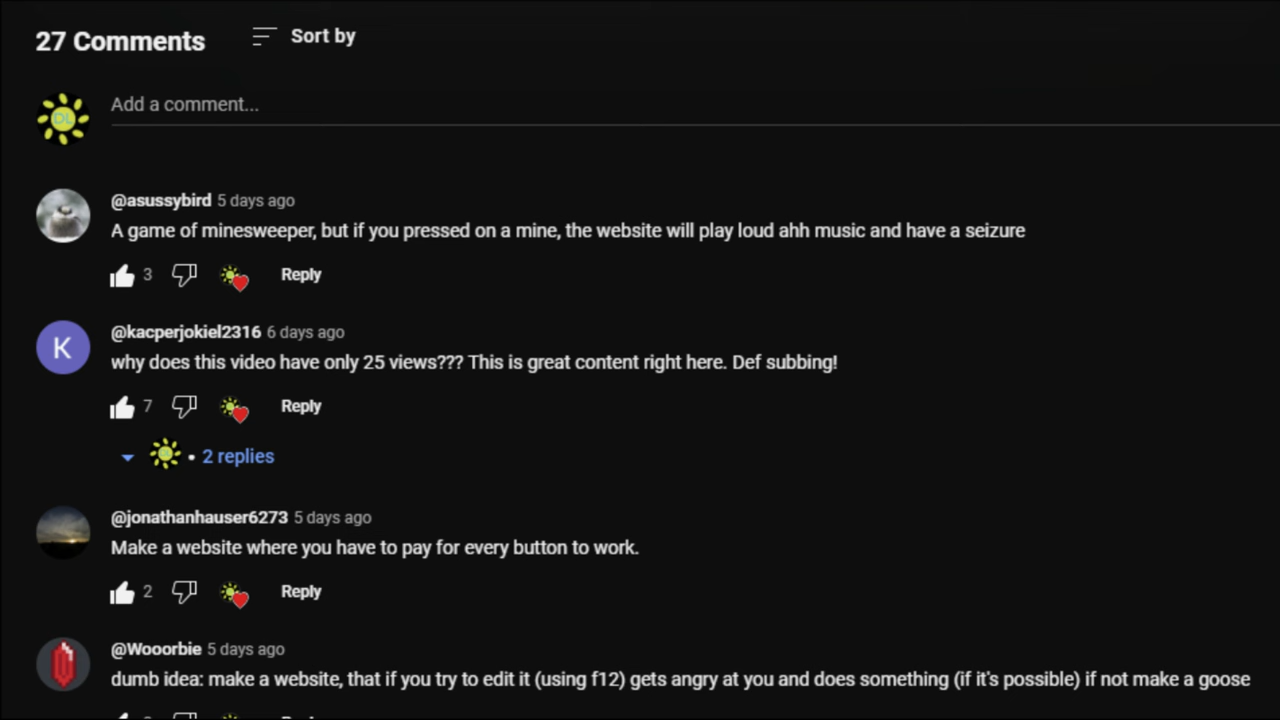 27 Comments
Sort by
DL
Add a comment...
@asussybird 5 days ago
A game of minesweeper, but if you pressed on a mine, the website will play loud ahh music and have a seizure
3 Reply
K
@kacperjokiel2316 6 days ago
why does this video have only 25 views??? This is great content right here. Def subbing!
7 Reply
• 2 replies
@jonathanhauser6273 5 days ago
Make a website where you have to pay for every button to work.
2 Reply
@Wooorbie 5 days ago
dumb idea: make a website, that if you try to edit it (using f12) gets angry at you and does something (if it's possible) if not make a goose